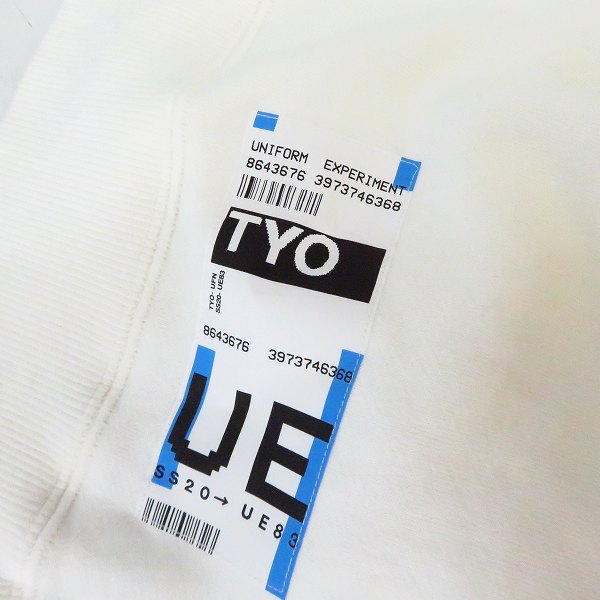 UNIFORM EXPERIMENT
8643676 3973746368
TYO
TYO- UFN
SS20- UE83
8643676 3973746368
UE
SS20→ UE83